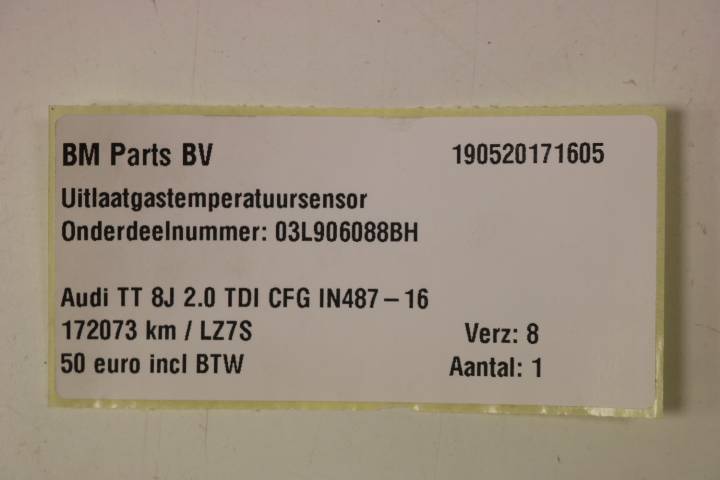 BM Parts BV 190520171605
Uitlaatgastemperatuursensor
Onderdeelnummer: 03L906088BH
Audi TT 8J 2.0 TDI CFG IN487-16
172073 km / LZ7S Verz: 8
50 euro incl BTW Aantal: 1